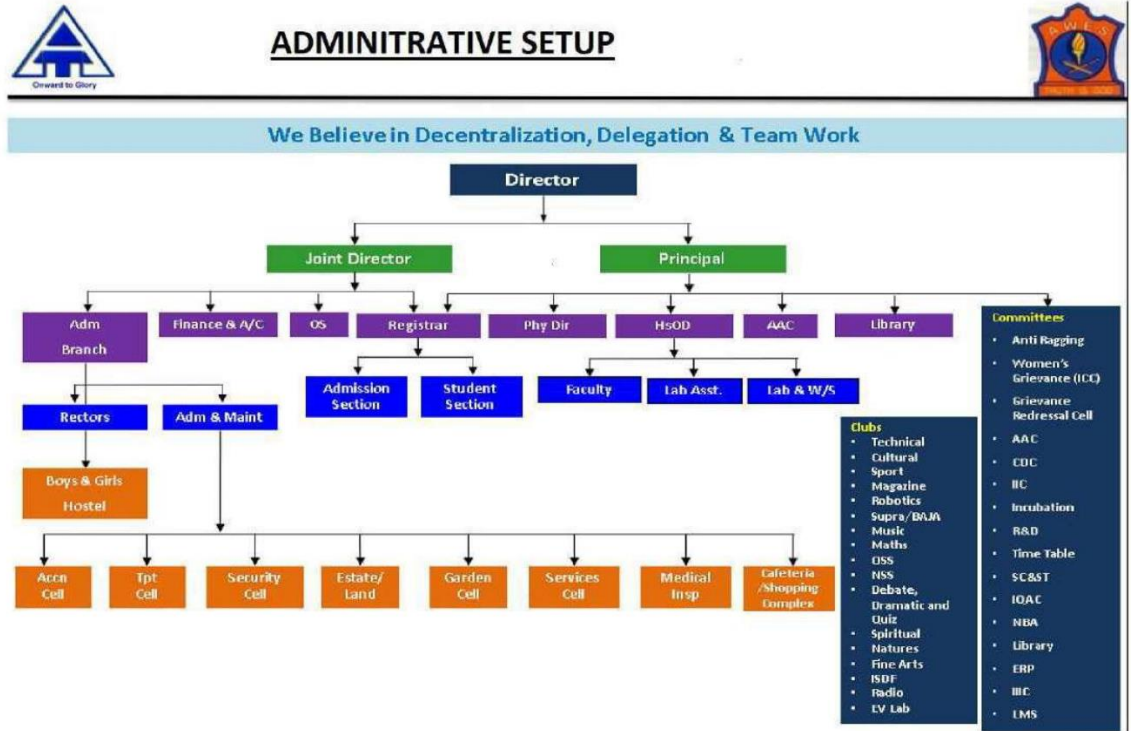 Onward to Glory
ADMINITRATIVE SETUP
A.W.E.S
TRUTH IS GOD
We Believe in Decentralization, Delegation & Team Work
Director
Joint Director
Principal
Adm
Branch
Finance & A/C
OS
Registrar
Phy Dir
HsOD
AAC
Library
Admission
Section
Student
Section
Faculty
Lab Asst.
Lab & W/S
Rectors
Adm & Maint
Boys & Girls
Hostel
Accn
Cell
Tpt
Cell
Security
Cell
Estate/
Land
Garden
Cell
Services
Cell
Medical
Insp
Cafeteria
/Shopping
Complex
Clubs
• Technical
• Cultural
• Sport
• Magazine
• Robotics
• Supra/BAJA
• Music
• Maths
• OSS
• NSS
• Debate,
Dramatic and
Quiz
• Spiritual
• Natures
• Fine Arts
• ISDF
• Radio
• EV Lab
Committees
• Anti Ragging
• Women's
Grievance (ICC)
• Grievance
Redressal Cell
• AAC
• CDC
• IIC
• Incubation
• R&D
• Time Table
• SC&ST
• IQAC
• NBA
• Library
• ERP
• IIIC
• LMS